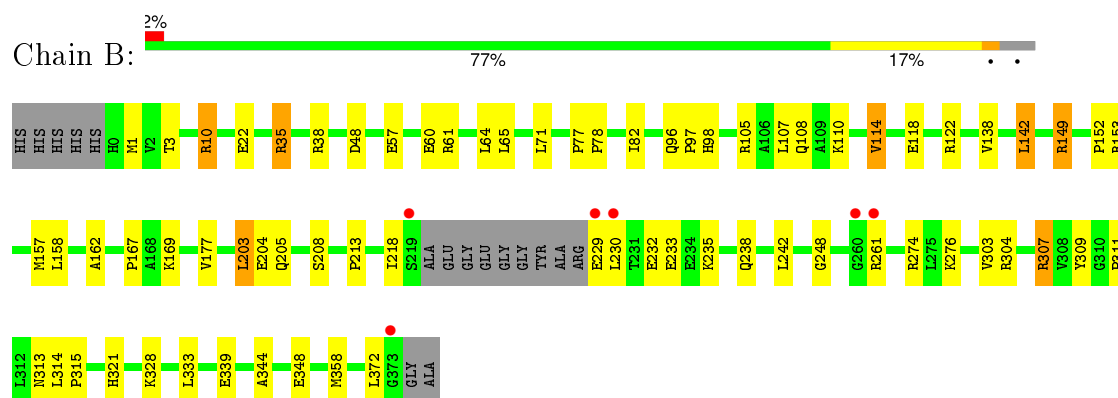 2%
Chain B:
77% 17% • •
HIS HIS HIS HIS HIS H0 M1 V2 T3 R10 E22 R35 R38 D48 E57 E60 R61 L64 L65 L71 P77 P78 I82 Q96 P97 H98 R105 A106 L107 Q108 A109 K110 V114 E118 R122 V138 L142 R149 P152 R153
M157 L158 A162 P167 A168 K169 V177 L203 E204 Q205 S208 P213 I218 S219 ALA GLU GLY GLU GLY GLY TYR ALA ARG E229 L230 T231 E232 E233 E234 K235 Q238 L242 G248 G260 R261 R274 L275 K276 V303 R304 R307 V308 Y309 G310 P311
L312 N313 L314 P315 H321 K328 L333 E339 A344 E348 M358 L372 G373 GLY ALA